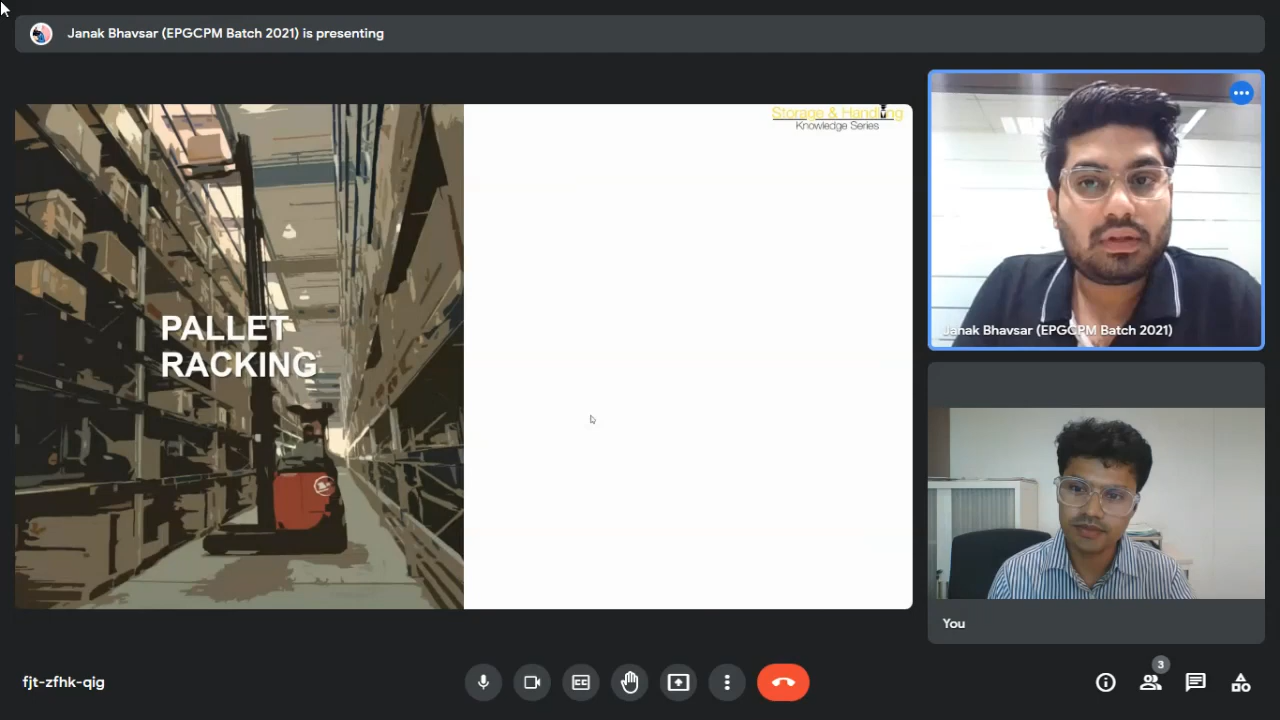 Janak Bhavsar (EPGCPM Batch 2021) is presenting
Storage & Handling
Knowledge Series
PALLET
RACKING
Janak Bhavsar (EPGCPM Batch 2021)
You
fjt-zfhk-qig
CC
3